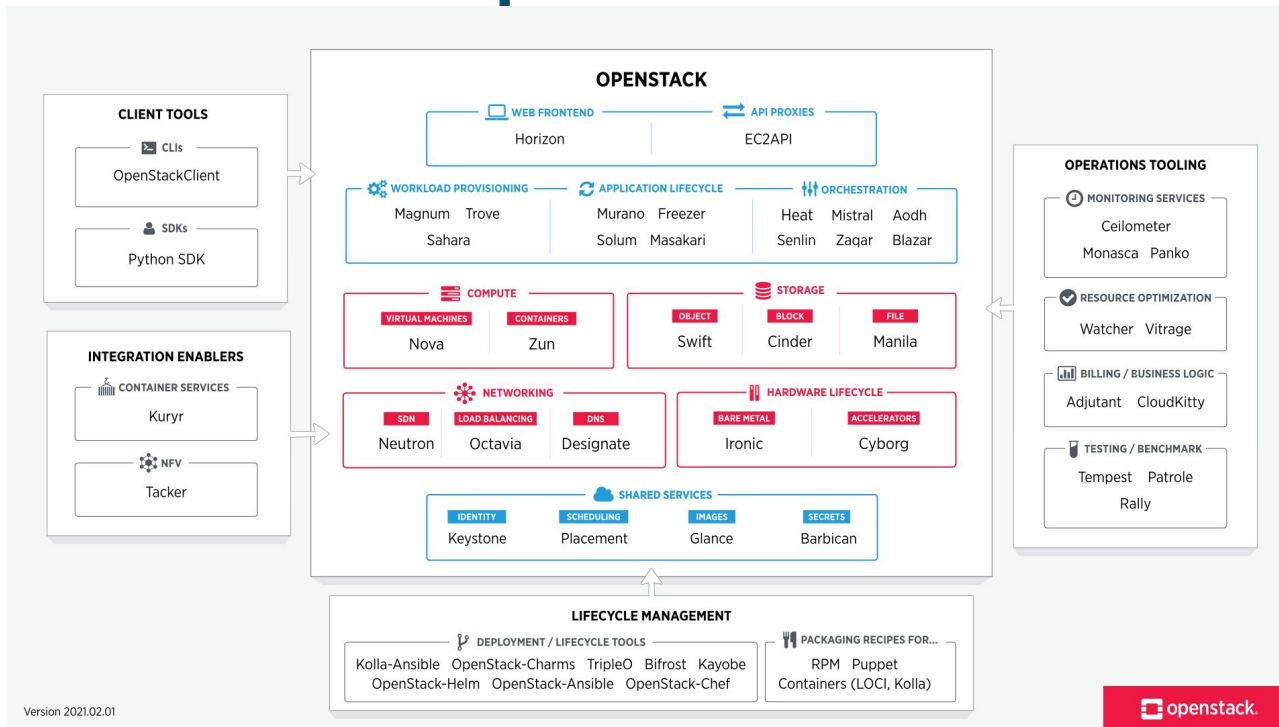 OPENSTACK
WEB FRONTEND
Horizon
API PROXIES
EC2API
WORKLOAD PROVISIONING
Magnum Trove
Sahara
APPLICATION LIFECYCLE
Murano Freezer
Solum Masakari
ORCHESTRATION
Heat Mistral Aodh
Senlin Zaqar Blazar
COMPUTE
VIRTUAL MACHINES
Nova
CONTAINERS
Zun
STORAGE
OBJECT
Swift
BLOCK
Cinder
FILE
Manila
NETWORKING
SDN
Neutron
LOAD BALANCING
Octavia
DNS
Designate
HARDWARE LIFECYCLE
BARE METAL
Ironic
ACCELERATORS
Cyborg
SHARED SERVICES
IDENTITY
Keystone
SCHEDULING
Placement
IMAGES
Glance
SECRETS
Barbican
CLIENT TOOLS
CLIs
OpenStackClient
SDKs
Python SDK
INTEGRATION ENABLERS
CONTAINER SERVICES
Kuryr
NFV
Tacker
OPERATIONS TOOLING
MONITORING SERVICES
Ceilometer
Monasca Panko
RESOURCE OPTIMIZATION
Watcher Vitrage
BILLING / BUSINESS LOGIC
Adjutant CloudKitty
TESTING / BENCHMARK
Tempest Patrole
Rally
LIFECYCLE MANAGEMENT
DEPLOYMENT / LIFECYCLE TOOLS
Kolla-Ansible OpenStack-Charms TripleO Bifrost Kayobe
OpenStack-Helm OpenStack-Ansible OpenStack-Chef
PACKAGING RECIPES FOR...
RPM Puppet
Containers (LOCI, Kolla)
Version 2021.02.01
openstack.